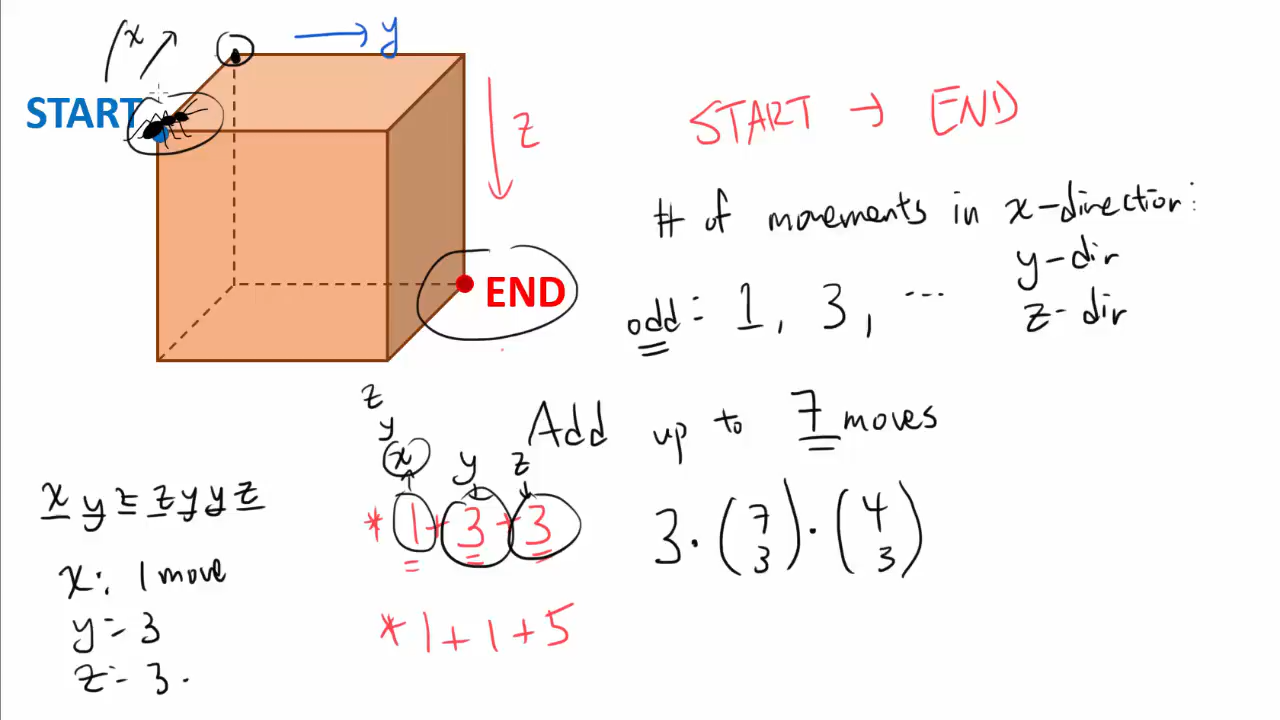 x
y
START
z
END
START → END
# of movements in x-direction:
y-dir
z-dir
odd: 1, 3, ...
Add up to 7 moves
z
y
x y z
* 1 + 3 + 3
3 · (7 3) · (4 3)
x y z z y y z
x: 1 move
y = 3
z = 3.
* 1 + 1 + 5